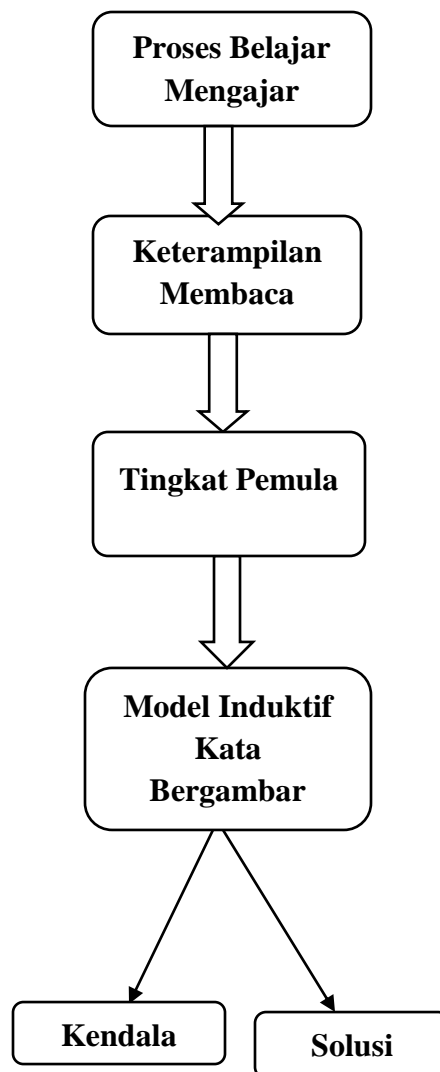 Proses Belajar
Mengajar
Keterampilan
Membaca
Tingkat Pemula
Model Induktif
Kata
Bergambar
Kendala
Solusi